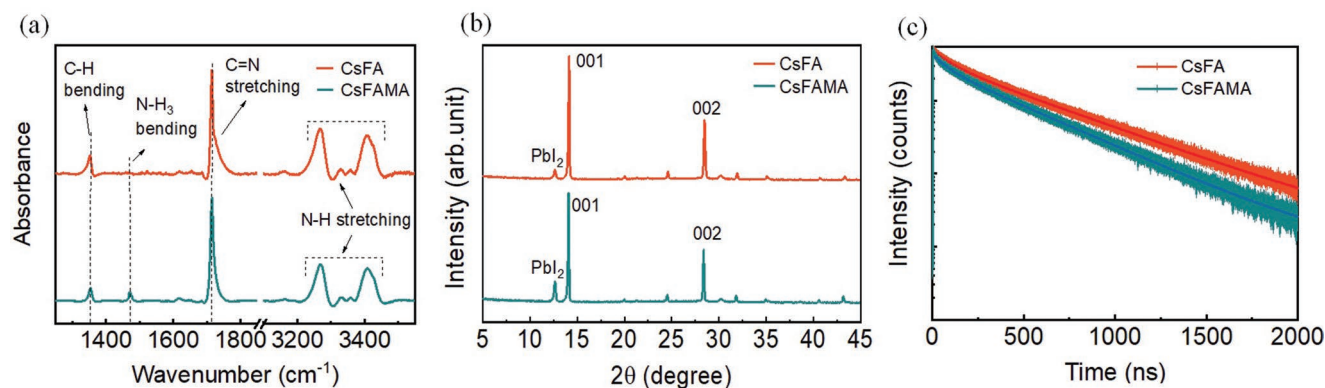 (a)
C-H
bending
N-H₃
bending
C=N
stretching
CsFA
CsFAMA
N-H stretching
Absorbance
1400 1600 1800 3200 3400
Wavenumber (cm⁻¹)
(b)
001
CsFA
CsFAMA
002
PbI₂
001
002
PbI₂
Intensity (arb.unit)
5 10 15 20 25 30 35 40 45
2θ (degree)
(c)
CsFA
CsFAMA
Intensity (counts)
0 500 1000 1500 2000
Time (ns)